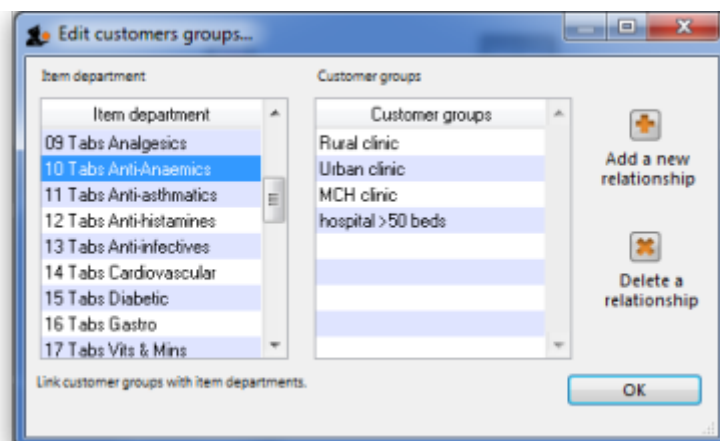 Edit customers groups...
Item department
Customer groups
Item department
Customer groups
09 Tabs Analgesics
Rural clinic
10 Tabs Anti-Anaemics
Urban clinic
11 Tabs Anti-asthmatics
MCH clinic
12 Tabs Anti-histamines
hospital >50 beds
13 Tabs Anti-infectives
14 Tabs Cardiovascular
15 Tabs Diabetic
16 Tabs Gastro
17 Tabs Vits & Mins
Add a new
relationship
Delete a
relationship
Link customer groups with item departments.
OK